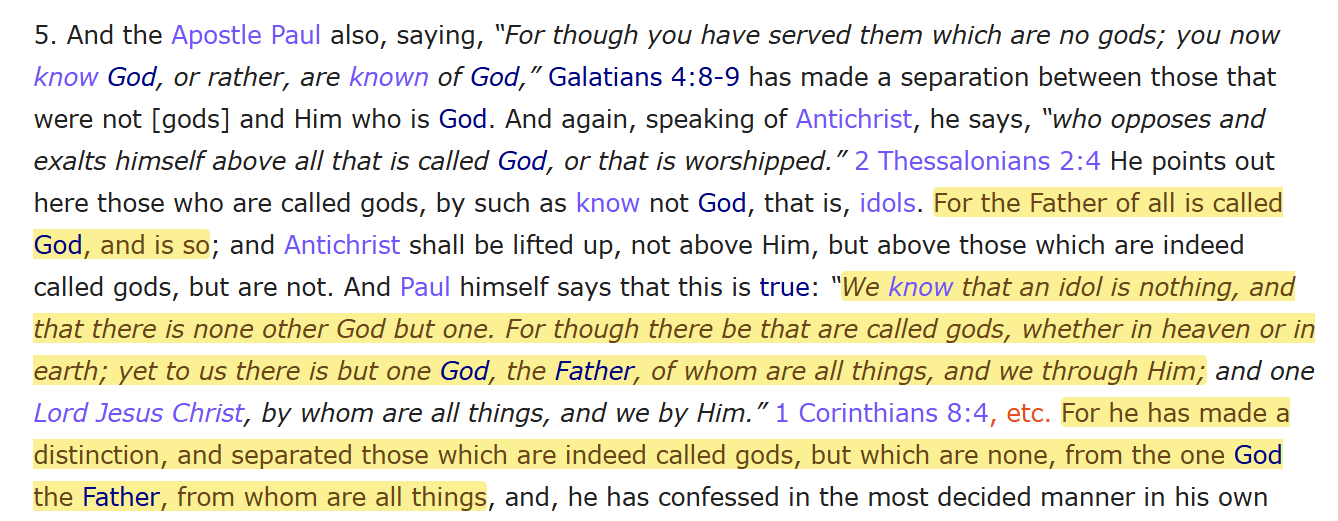 5. And the Apostle Paul also, saying, “For though you have served them which are no gods; you now
know God, or rather, are known of God,” Galatians 4:8-9 has made a separation between those that
were not [gods] and Him who is God. And again, speaking of Antichrist, he says, “who opposes and
exalts himself above all that is called God, or that is worshipped.” 2 Thessalonians 2:4 He points out
here those who are called gods, by such as know not God, that is, idols. For the Father of all is called
God, and is so; and Antichrist shall be lifted up, not above Him, but above those which are indeed
called gods, but are not. And Paul himself says that this is true: “We know that an idol is nothing, and
that there is none other God but one. For though there be that are called gods, whether in heaven or in
earth; yet to us there is but one God, the Father, of whom are all things, and we through Him; and one
Lord Jesus Christ, by whom are all things, and we by Him.” 1 Corinthians 8:4, etc. For he has made a
distinction, and separated those which are indeed called gods, but which are none, from the one God
the Father, from whom are all things, and, he has confessed in the most decided manner in his own